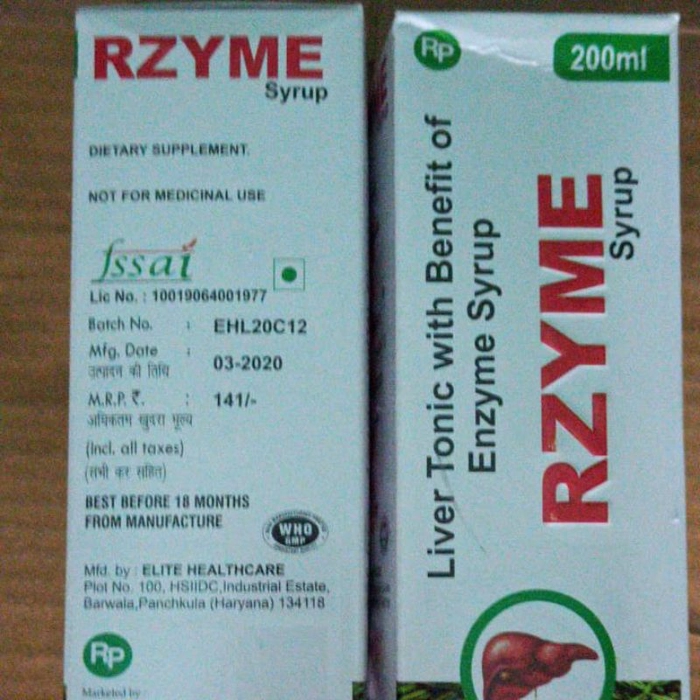 RZYME
Syrup
DIETARY SUPPLEMENT.
NOT FOR MEDICINAL USE
fssai
Lic No. : 10019064001977
Batch No. : EHL20C12
Mfg. Date : 03-2020
उत्पादन की तिथि
M.R.P. ₹. : 141/-
अधिकतम खुदरा मूल्य
(Incl. all taxes)
(सभी कर सहित)
BEST BEFORE 18 MONTHS
FROM MANUFACTURE
WHO
GMP
Mfd. by : ELITE HEALTHCARE
Plot No. 100, HSIIDC,Industrial Estate,
Barwala,Panchkula (Haryana) 134118
RP
Marketed by :
RP
200ml
Liver Tonic with Benefit of
Enzyme Syrup
RZYME
Syrup